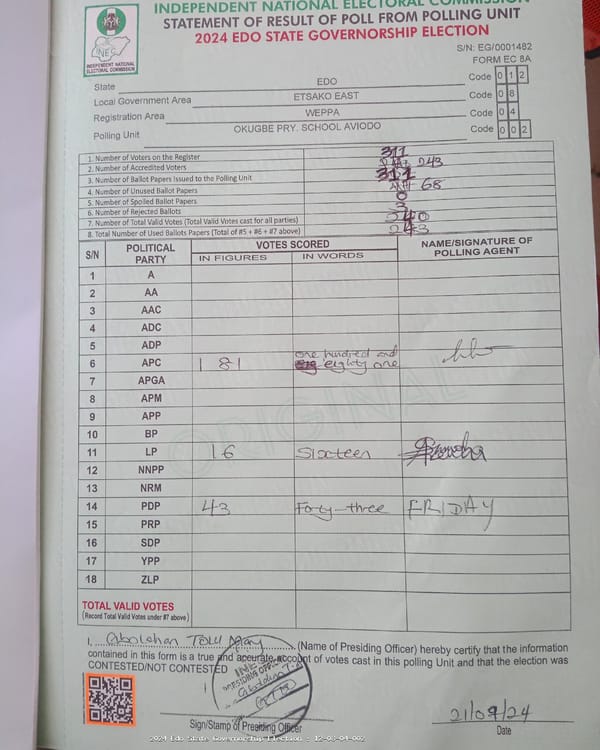 INDEPENDENT NATIONAL ELECTORAL COMMISSION
STATEMENT OF RESULT OF POLL FROM POLLING UNIT
2024 EDO STATE GOVERNORSHIP ELECTION
INEC
INDEPENDENT NATIONAL
ELECTORAL COMMISSION
S/N: EG/0001482
FORM EC 8A
State EDO Code 0 1 2
Local Government Area ETSAKO EAST Code 0 8
Registration Area WEPPA Code 0 4
Polling Unit OKUGBE PRY. SCHOOL AVIODO Code 0 0 2
1. Number of Voters on the Register 311
2. Number of Accredited Voters 243
3. Number of Ballot Papers Issued to the Polling Unit 311
4. Number of Unused Ballot Papers 68
5. Number of Spoiled Ballot Papers 0
6. Number of Rejected Ballots 3
7. Number of Total Valid Votes (Total Valid Votes cast for all parties) 240
8. Total Number of Used Ballots Papers (Total of #5 + #6 + #7 above) 243
S/N POLITICAL PARTY VOTES SCORED NAME/SIGNATURE OF POLLING AGENT
IN FIGURES IN WORDS
1 A
2 AA
3 AAC
4 ADC
5 ADP
6 APC 181 one hundred and eighty one
7 APGA
8 APM
9 APP
10 BP
11 LP 16 Sixteen
12 NNPP
13 NRM
14 PDP 43 Forty-three FRIDAY
15 PRP
16 SDP
17 YPP
18 ZLP
TOTAL VALID VOTES
(Record Total Valid Votes under #7 above)
ORIGINAL
I, (Name of Presiding Officer) hereby certify that the information
contained in this form is a true and accurate account of votes cast in this polling Unit and that the election was
CONTESTED/NOT CONTESTED
INEC
PRESIDING OFFICER
Sign/Stamp of Presiding Officer
21/09/24
Date
2024 Edo State Governorship Election - 12-08-04-002